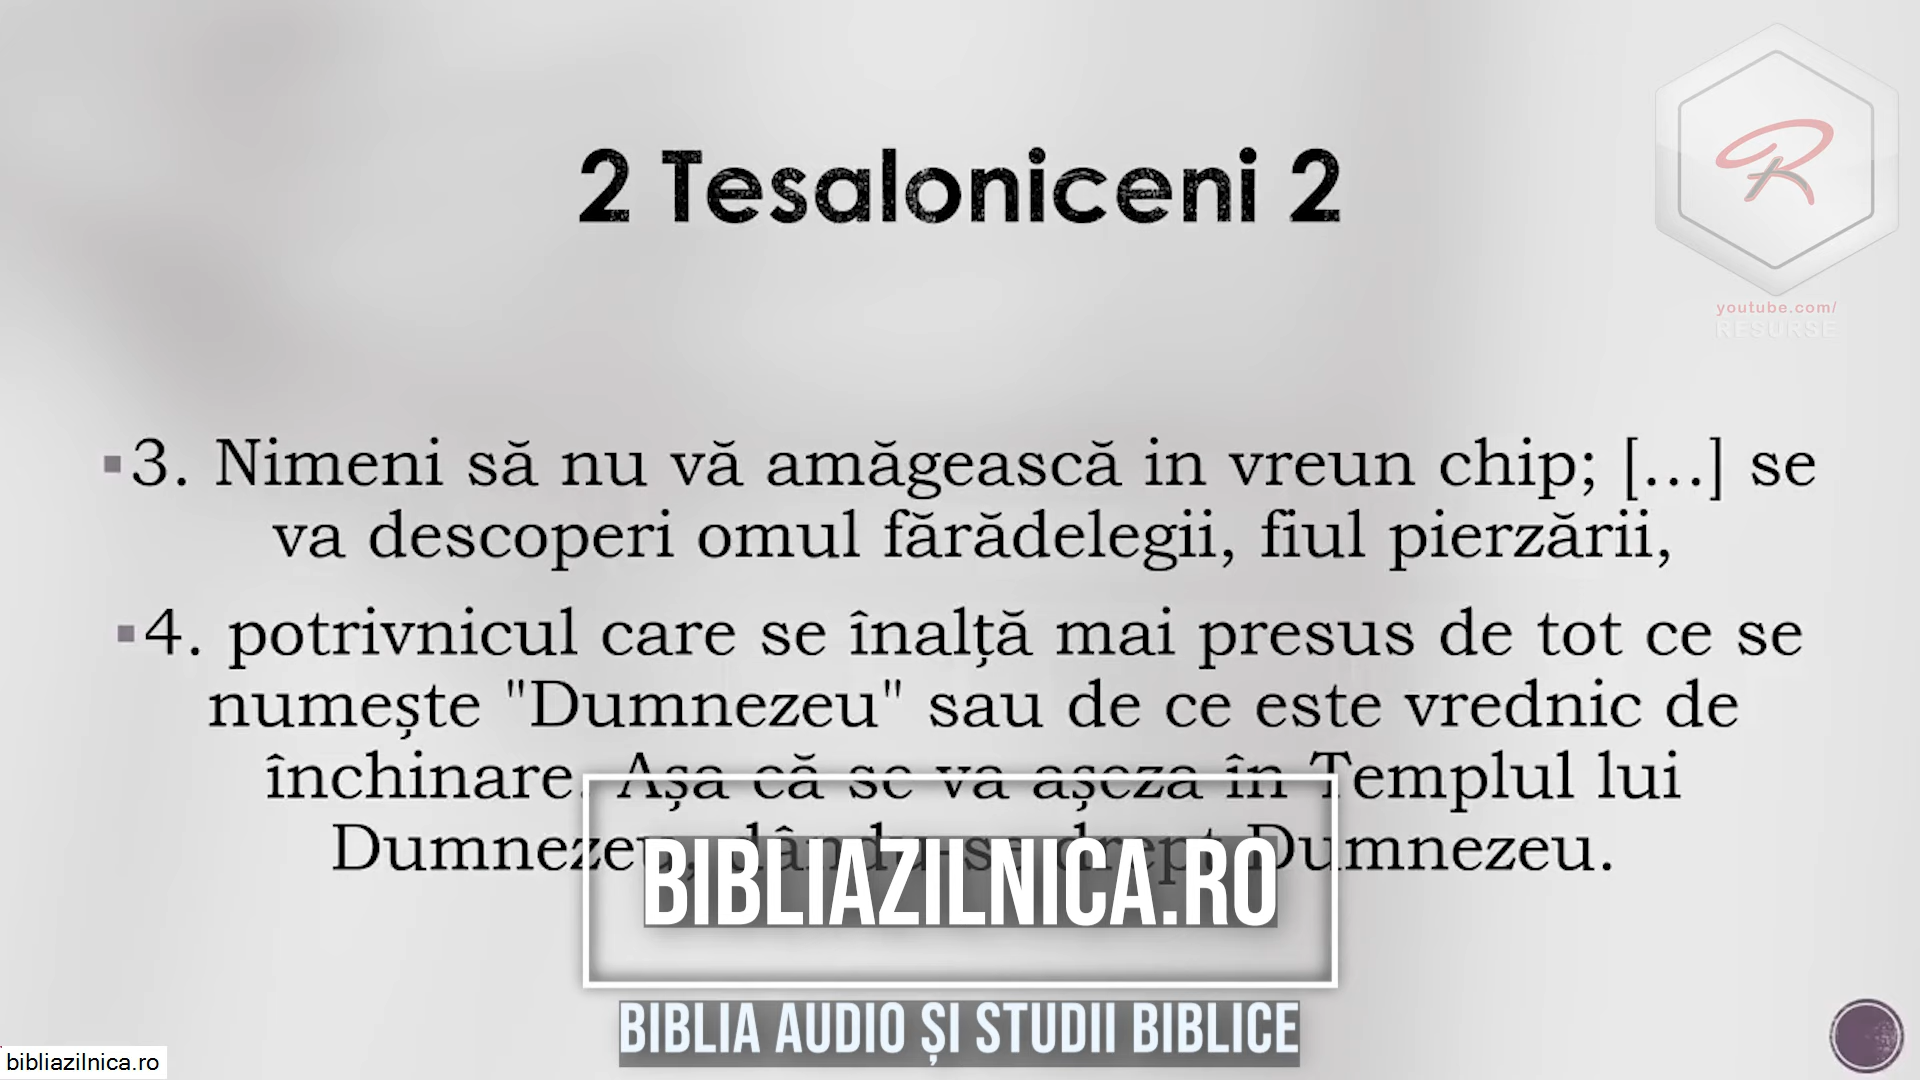 2 Tesaloniceni 2
youtube.com/
RESURSE
▪3. Nimeni să nu vă amăgească in vreun chip; [...] se
va descoperi omul fărădelegii, fiul pierzării,
▪4. potrivnicul care se înalță mai presus de tot ce se
numește "Dumnezeu" sau de ce este vrednic de
închinare. Așa că se va așeza în Templul lui
Dumnezeu, dându-se drept Dumnezeu.
BIBLIAZILNICA.RO
BIBLIA AUDIO ȘI STUDII BIBLICE
bibliazilnica.ro